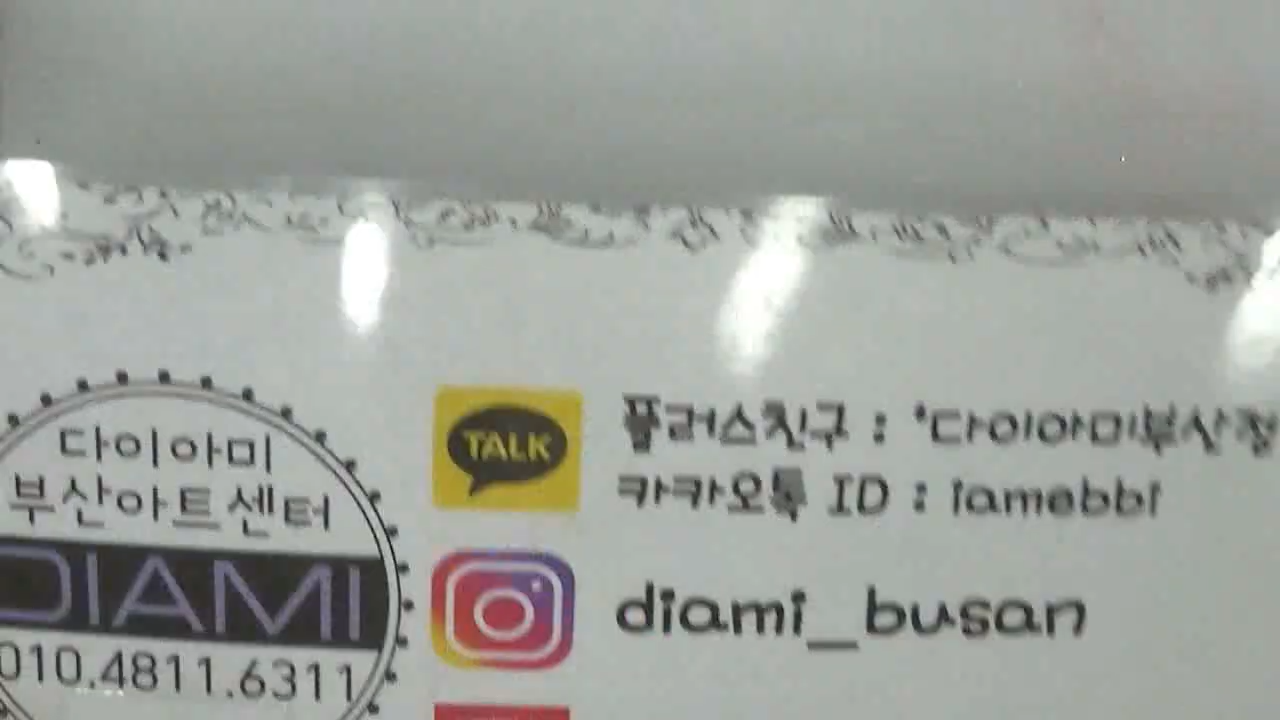 다이아미
부산아트센터
DIAMI
010.4811.6311
TALK
플러스친구 : '다이아미부산점
카카오톡 ID : iamebbi
diami_busan